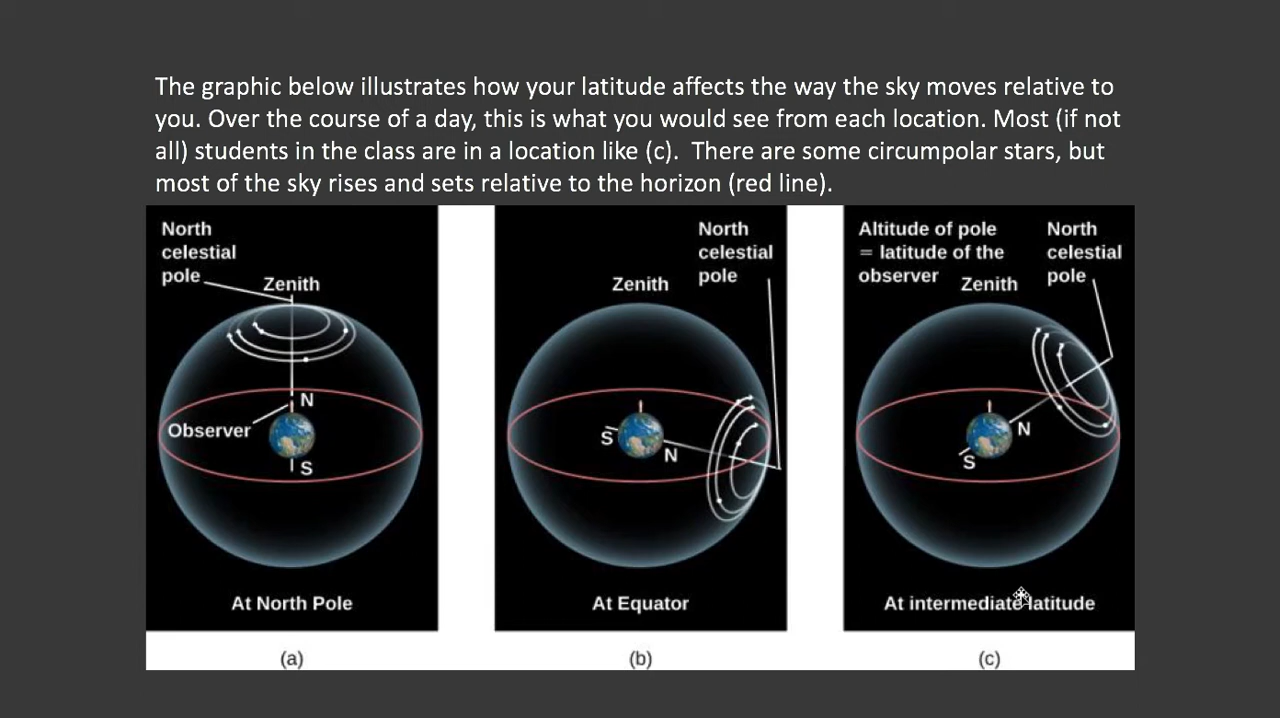 The graphic below illustrates how your latitude affects the way the sky moves relative to
you. Over the course of a day, this is what you would see from each location. Most (if not
all) students in the class are in a location like (c).  There are some circumpolar stars, but
most of the sky rises and sets relative to the horizon (red line).
North
celestial
pole
Zenith
N
Observer
S
At North Pole
(a)
North
celestial
pole
Zenith
S
N
At Equator
(b)
Altitude of pole
= latitude of the
observer
North
celestial
pole
Zenith
N
S
At intermediate latitude
(c)